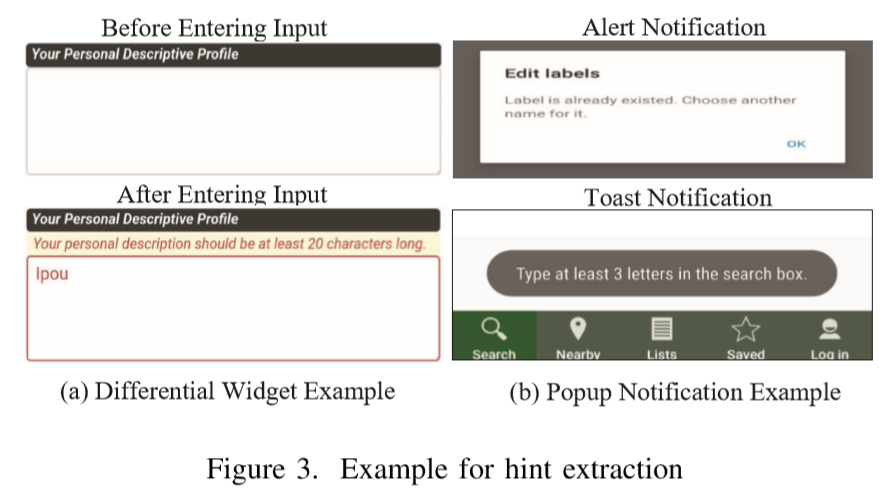 Before Entering Input
Your Personal Descriptive Profile
After Entering Input
Your Personal Descriptive Profile
Your personal description should be at least 20 characters long.
Ipou
(a) Differential Widget Example
Alert Notification
Edit labels
Label is already existed. Choose another
name for it.
OK
Toast Notification
Type at least 3 letters in the search box.
Search Nearby Lists Saved Log in
(b) Popup Notification Example
Figure 3. Example for hint extraction